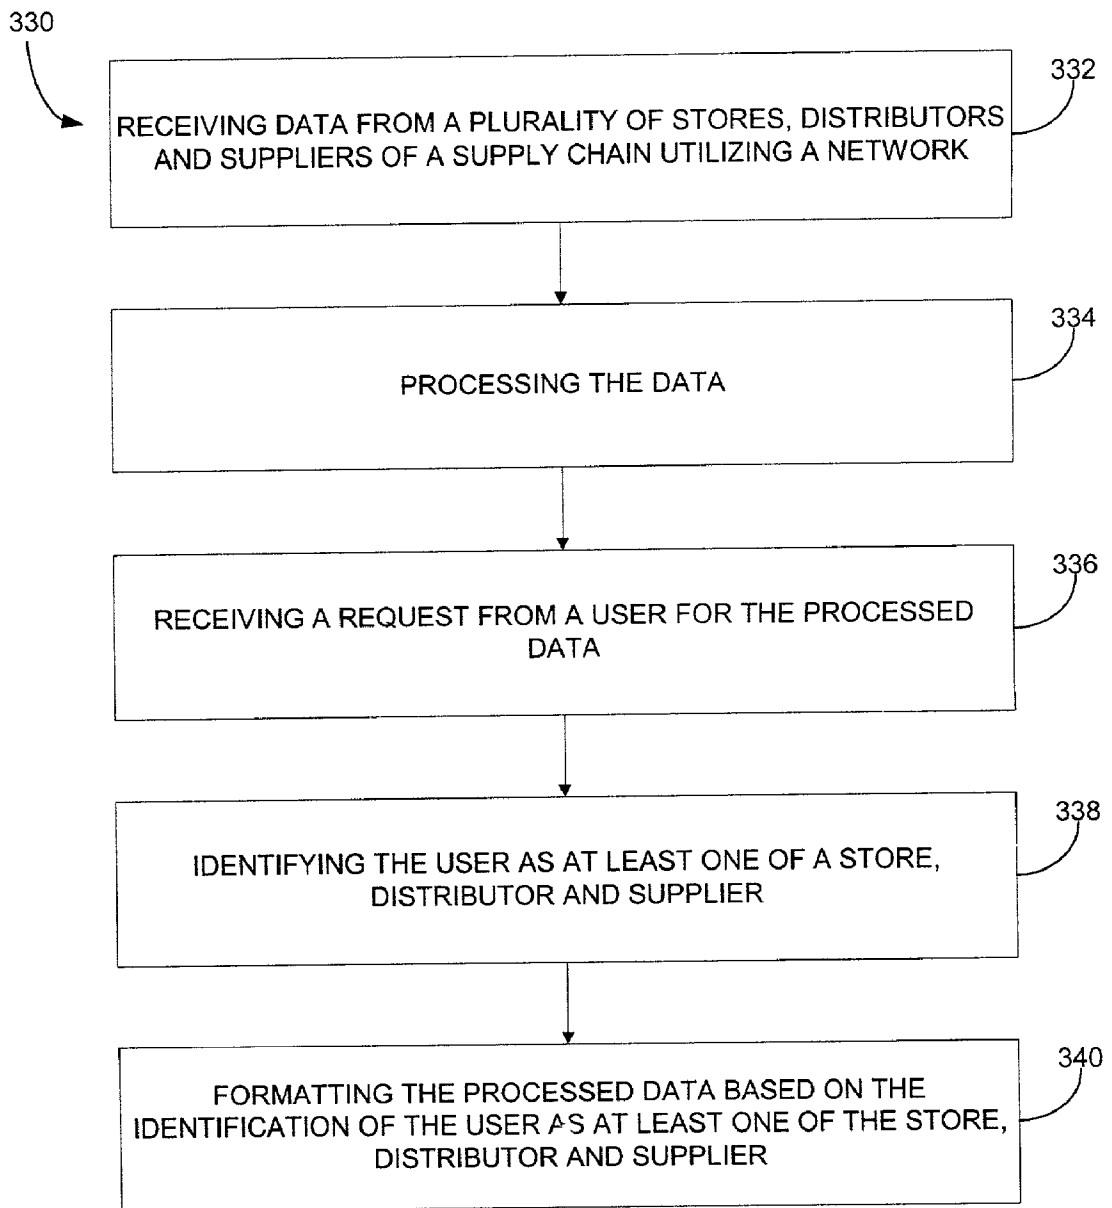 330
332
RECEIVING DATA FROM A PLURALITY OF STORES, DISTRIBUTORS
AND SUPPLIERS OF A SUPPLY CHAIN UTILIZING A NETWORK
334
PROCESSING THE DATA
336
RECEIVING A REQUEST FROM A USER FOR THE PROCESSED
DATA
338
IDENTIFYING THE USER AS AT LEAST ONE OF A STORE,
DISTRIBUTOR AND SUPPLIER
340
FORMATTING THE PROCESSED DATA BASED ON THE
IDENTIFICATION OF THE USER AS AT LEAST ONE OF THE STORE,
DISTRIBUTOR AND SUPPLIER